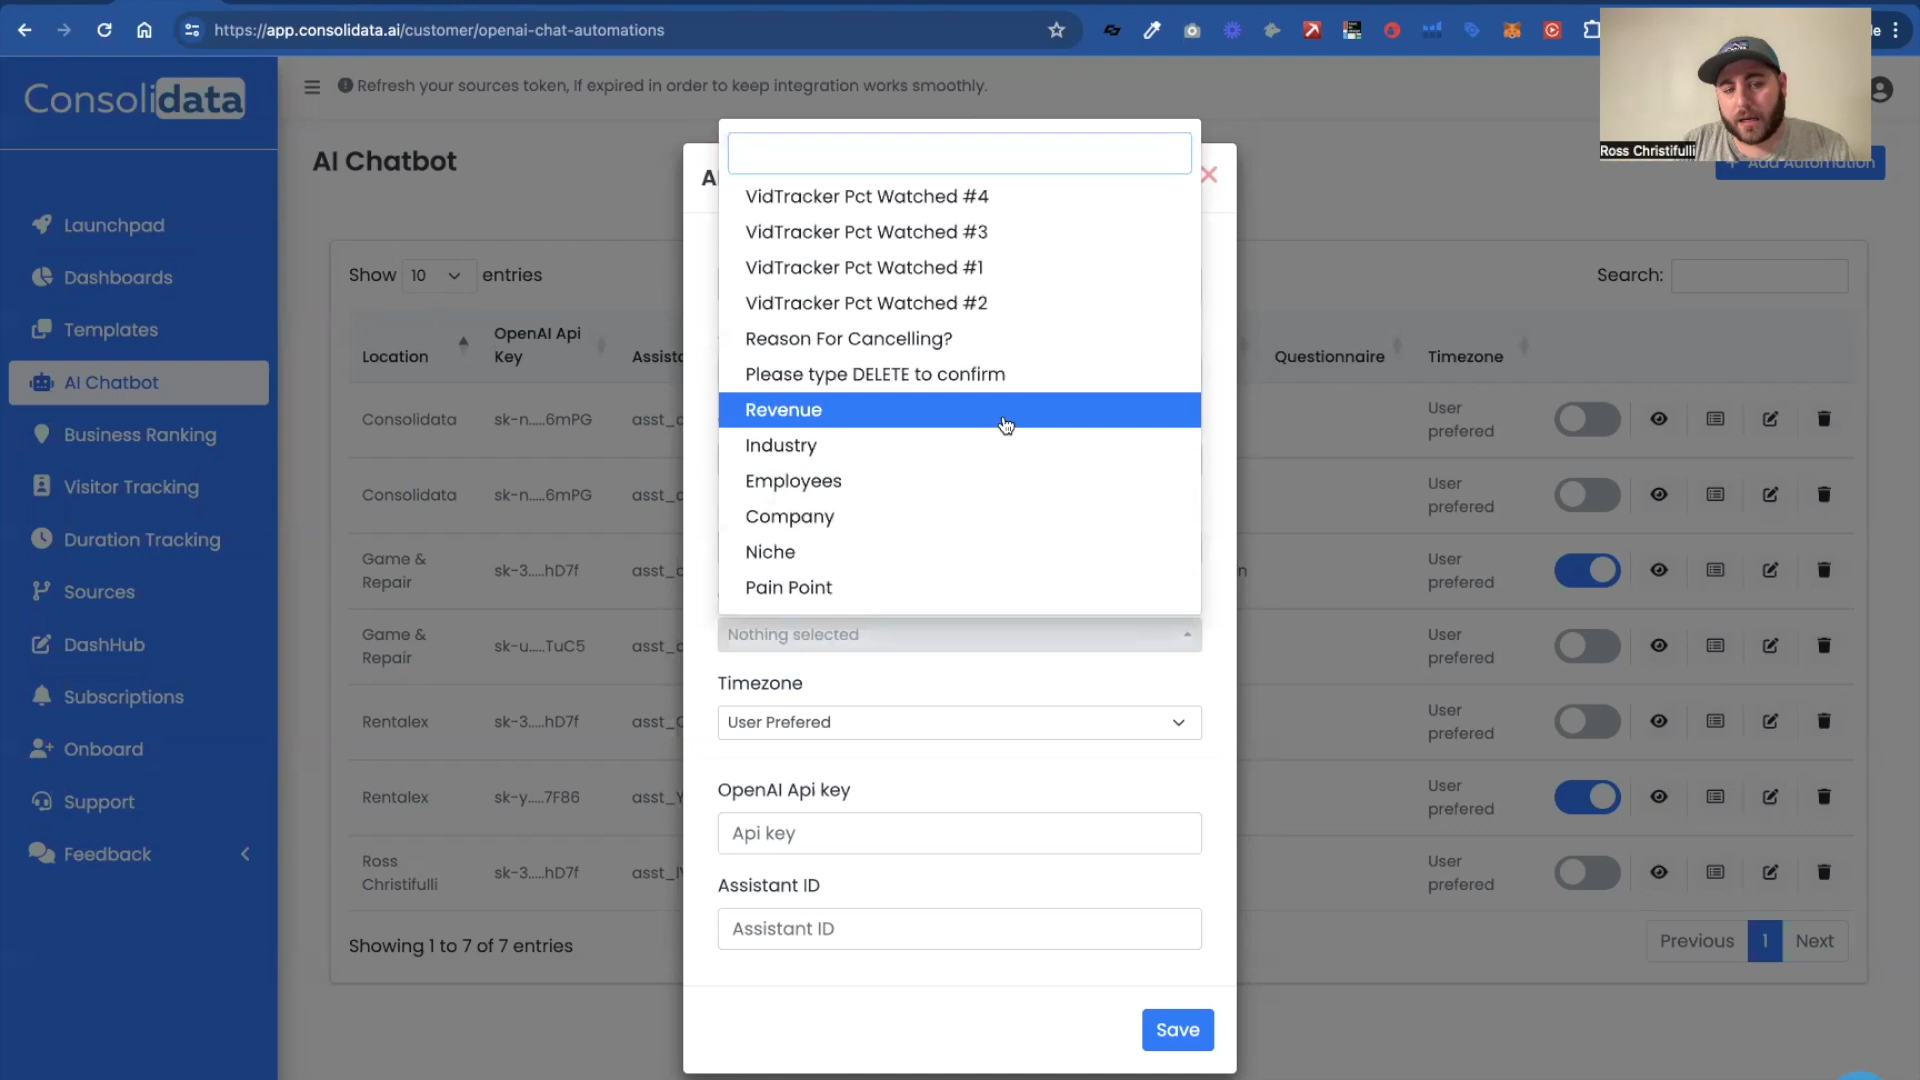 https://app.consolidata.ai/customer/openai-chat-automations
Consolidata
Refresh your sources token, If expired in order to keep integration works smoothly.
Ross Christifulli
Launchpad
Dashboards
Templates
AI Chatbot
Business Ranking
Visitor Tracking
Duration Tracking
Sources
DashHub
Subscriptions
Onboard
Support
Feedback
AI Chatbot
+ Add Automation
Show 10 entries
Search:
Location
OpenAI Api
Key
Questionnaire
Timezone
Consolidata
sk-n.....6mPG
User
prefered
Consolidata
sk-n.....6mPG
User
prefered
Game &
Repair
sk-3.....hD7f
User
prefered
Game &
Repair
sk-u.....TuC5
User
prefered
Rentalex
sk-3.....hD7f
User
prefered
Rentalex
sk-y.....7F86
User
prefered
Ross
Christifulli
sk-3.....hD7f
User
prefered
Showing 1 to 7 of 7 entries
Previous 1 Next
VidTracker Pct Watched #4
VidTracker Pct Watched #3
VidTracker Pct Watched #1
VidTracker Pct Watched #2
Reason For Cancelling?
Please type DELETE to confirm
Revenue
Industry
Employees
Company
Niche
Pain Point
Nothing selected
Timezone
User Prefered
OpenAI Api key
Api key
Assistant ID
Assistant ID
Save